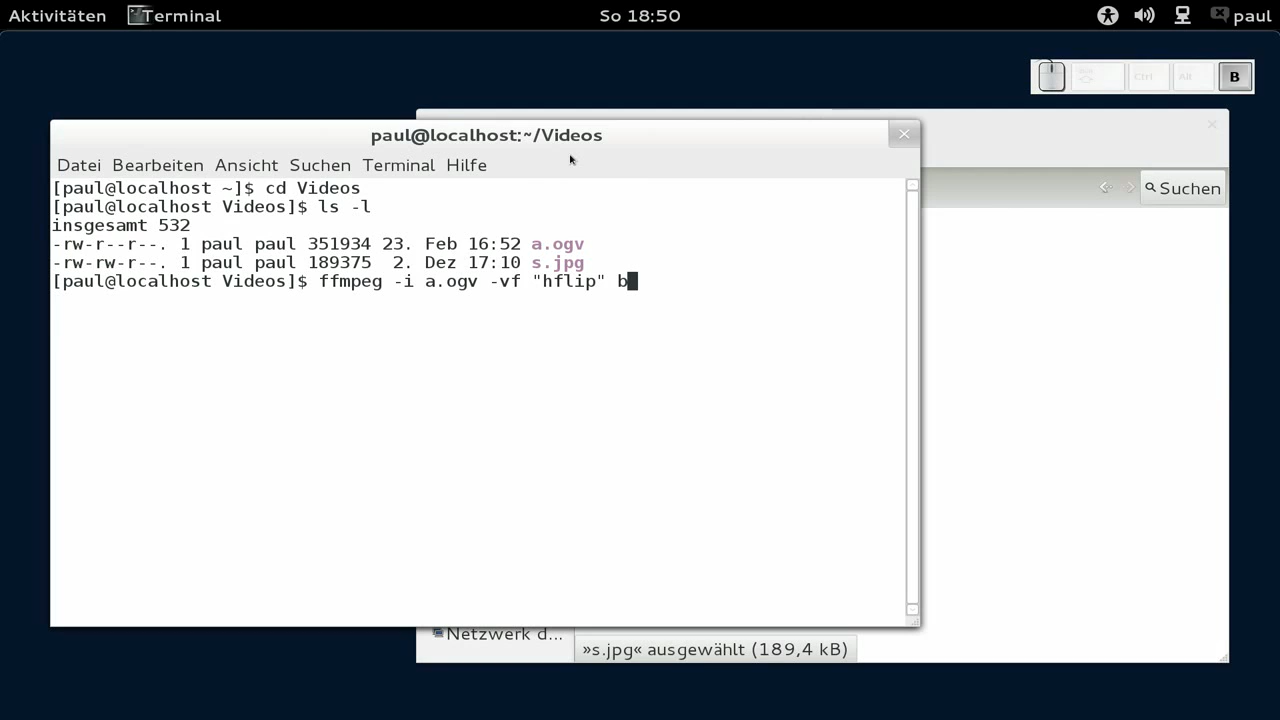 Aktivitäten Terminal So 18:50 paul
Ctrl Alt B
paul@localhost:~/Videos
Datei Bearbeiten Ansicht Suchen Terminal Hilfe
Suchen
[paul@localhost ~]$ cd Videos
[paul@localhost Videos]$ ls -l
insgesamt 532
-rw-r--r--. 1 paul paul 351934 23. Feb 16:52 a.ogv
-rw-rw-r--. 1 paul paul 189375  2. Dez 17:10 s.jpg
[paul@localhost Videos]$ ffmpeg -i a.ogv -vf "hflip" b
Netzwerk d...
»s.jpg« ausgewählt (189,4 kB)